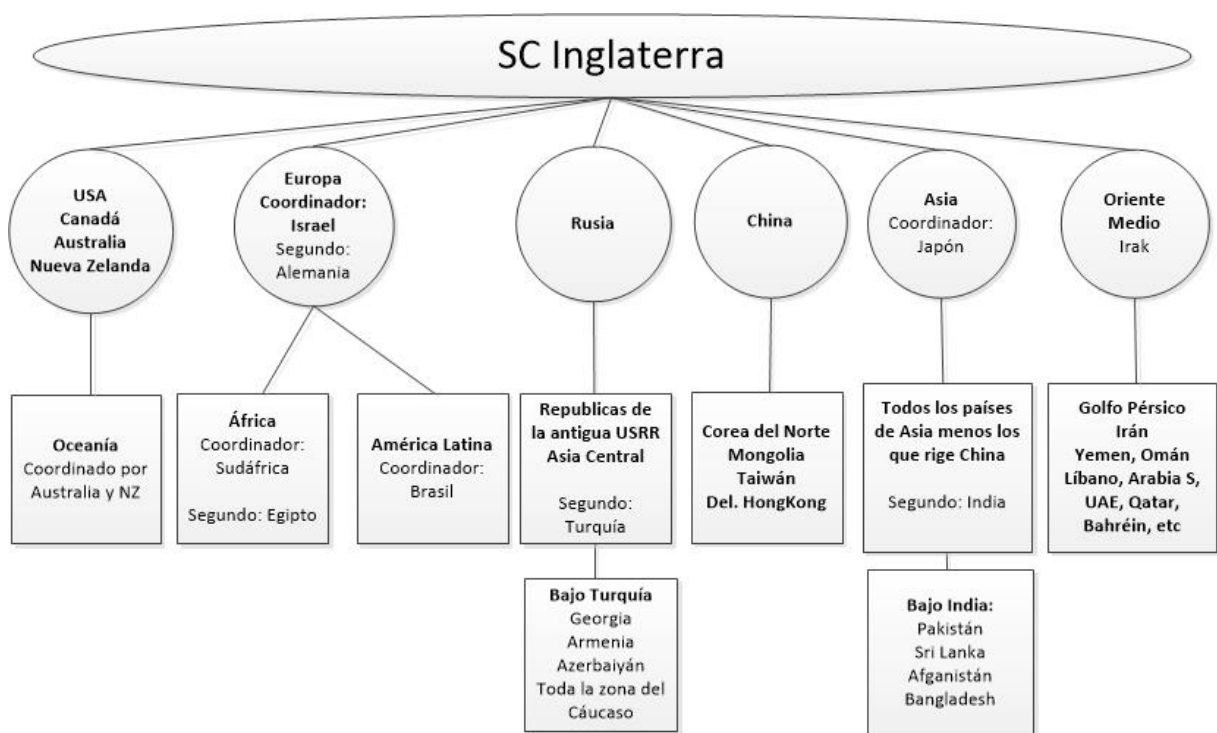 SC Inglaterra
USA
Canadá
Australia
Nueva Zelanda
Europa
Coordinador:
Israel
Segundo:
Alemania
Rusia
China
Asia
Coordinador:
Japón
Oriente
Medio
Irak
Oceanía
Coordinado por
Australia y NZ
África
Coordinador:
Sudáfrica
Segundo: Egipto
América Latina
Coordinador:
Brasil
Republicas de
la antigua USRR
Asia Central
Segundo:
Turquía
Corea del Norte
Mongolia
Taiwán
Del. HongKong
Todos los países
de Asia menos los
que rige China
Segundo: India
Golfo Pérsico
Irán
Yemen, Omán
Líbano, Arabia S,
UAE, Qatar,
Bahréin, etc
Bajo Turquía
Georgia
Armenia
Azerbaiyán
Toda la zona del
Cáucaso
Bajo India:
Pakistán
Sri Lanka
Afganistán
Bangladesh